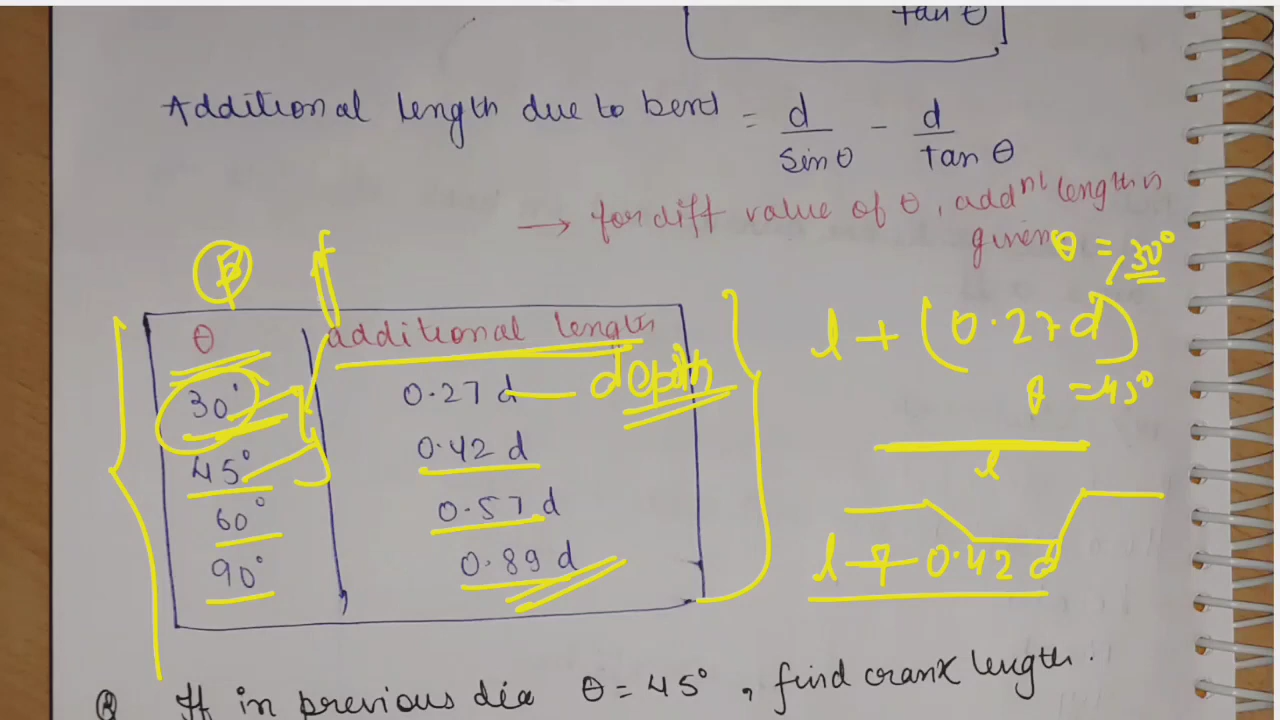 tan θ
Additional length due to bend = d/sin θ - d/tan θ
→ for diff value of θ, addnl length is
given θ = 30°
θ additional length
30° 0.27 d depth
45° 0.42 d
60° 0.57 d
90° 0.89 d
l + (0.27d)
θ = 45°
l
l + 0.42 d
Q If in previous dia θ = 45°, find crank length.